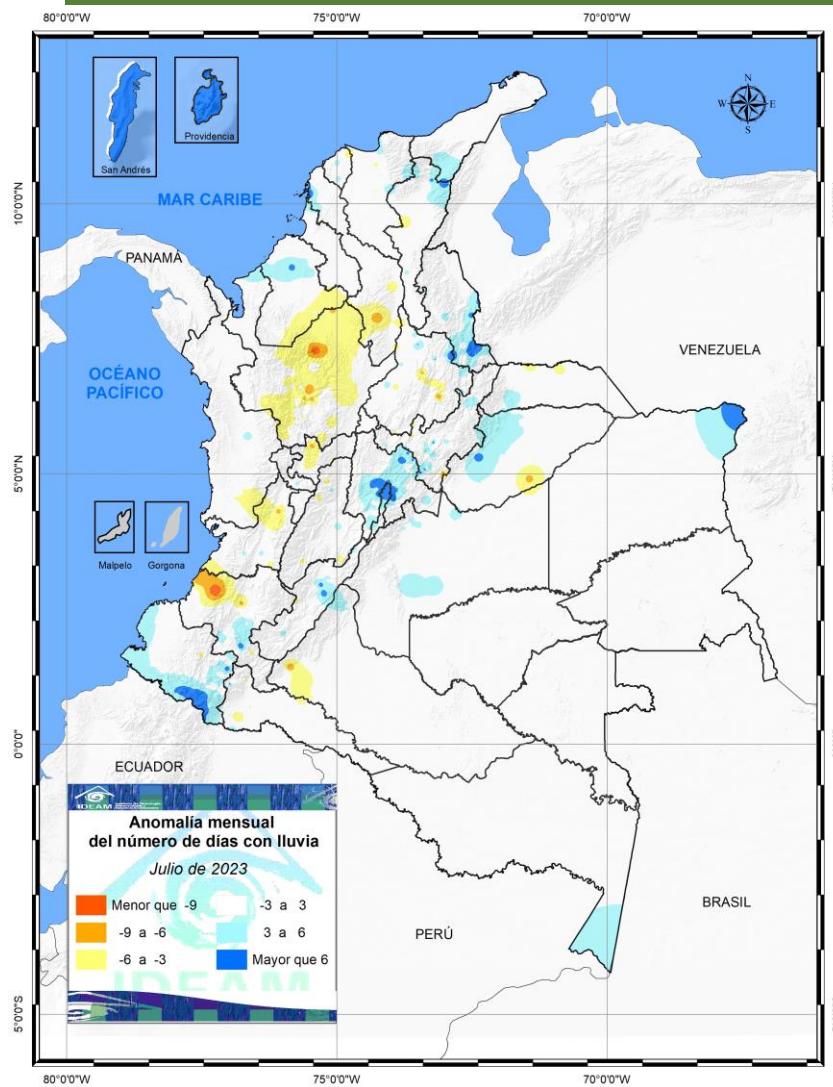 80°0'0"W 75°0'0"W 70°0'0"W
N
W E
S
San Andrés
Providencia
MAR CARIBE
10°0'0"N
PANAMÁ
VENEZUELA
OCÉANO
PACÍFICO
5°0'0"N
Malpelo Gorgona
0°0'0"
ECUADOR
IDEAM
Anomalía mensual
del número de días con lluvia
Julio de 2023
Menor que -9 -3 a 3
-9 a -6 3 a 6
-6 a -3 Mayor que 6
IDEAM
BRASIL
PERÚ
5°0'0"S
80°0'0"W 75°0'0"W 70°0'0"W